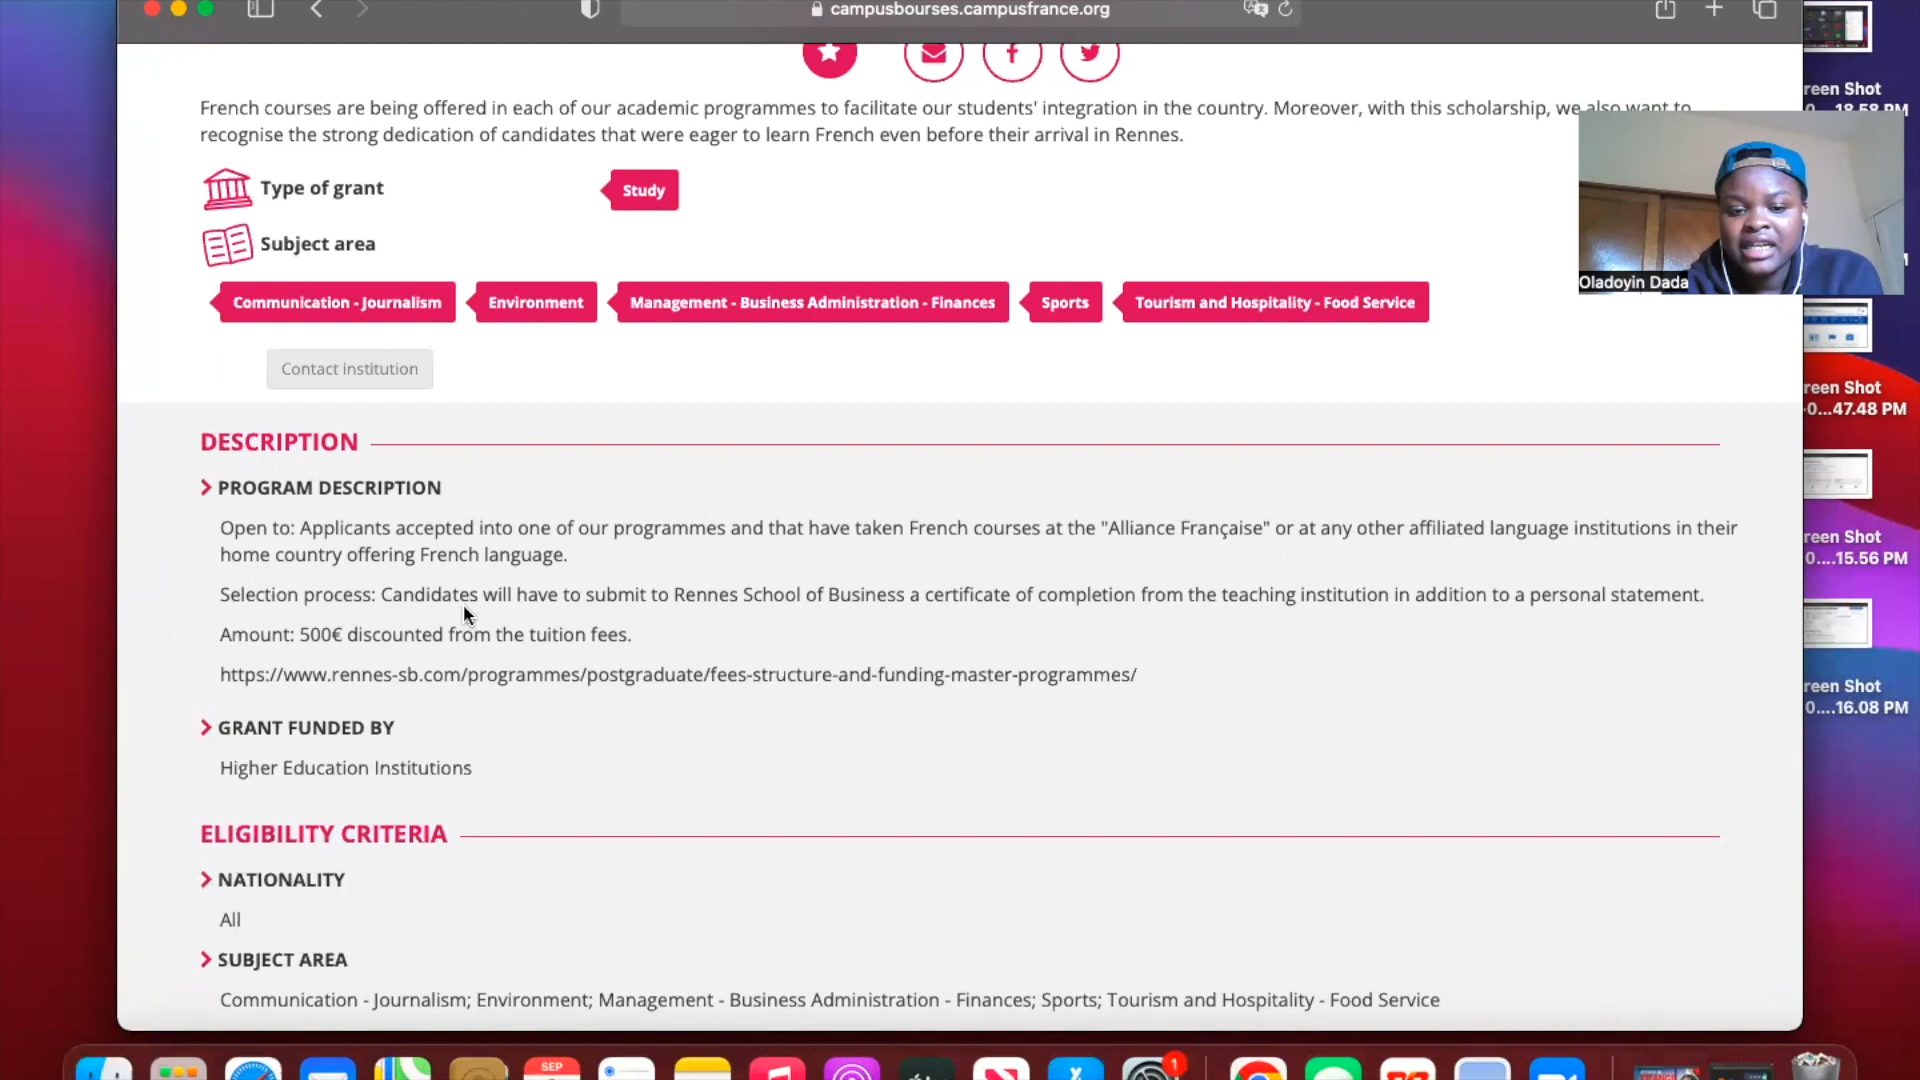 campusbourses.campusfrance.org
French courses are being offered in each of our academic programmes to facilitate our students' integration in the country. Moreover, with this scholarship, we also want to
recognise the strong dedication of candidates that were eager to learn French even before their arrival in Rennes.
Type of grant
Study
Subject area
Communication - Journalism
Environment
Management - Business Administration - Finances
Sports
Tourism and Hospitality - Food Service
Contact institution
DESCRIPTION
PROGRAM DESCRIPTION
Open to: Applicants accepted into one of our programmes and that have taken French courses at the "Alliance Française" or at any other affiliated language institutions in their
home country offering French language.
Selection process: Candidates will have to submit to Rennes School of Business a certificate of completion from the teaching institution in addition to a personal statement.
Amount: 500€ discounted from the tuition fees.
https://www.rennes-sb.com/programmes/postgraduate/fees-structure-and-funding-master-programmes/
GRANT FUNDED BY
Higher Education Institutions
ELIGIBILITY CRITERIA
NATIONALITY
All
SUBJECT AREA
Communication - Journalism; Environment; Management - Business Administration - Finances; Sports; Tourism and Hospitality - Food Service
Oladoyin Dada
reen Shot
18.58 PM
reen Shot
0...47.48 PM
reen Shot
0....15.56 PM
reen Shot
0....16.08 PM
SEP
1